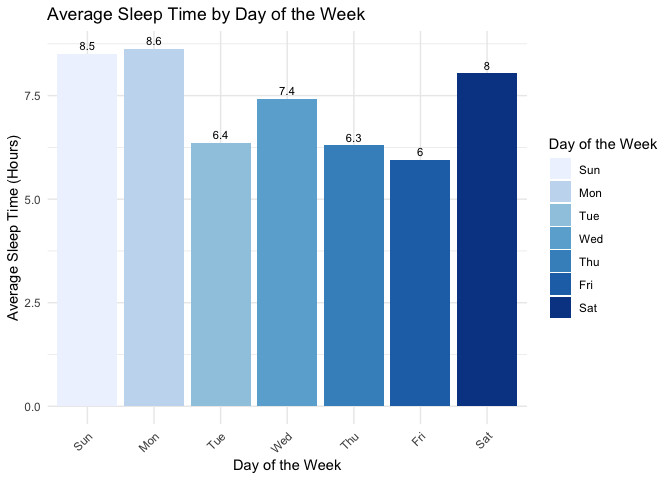 Average Sleep Time by Day of the Week
8.5
8.6
6.4
7.4
6.3
6
8
7.5
5.0
2.5
0.0
Average Sleep Time (Hours)
Sun
Mon
Tue
Wed
Thu
Fri
Sat
Day of the Week
Day of the Week
Sun
Mon
Tue
Wed
Thu
Fri
Sat